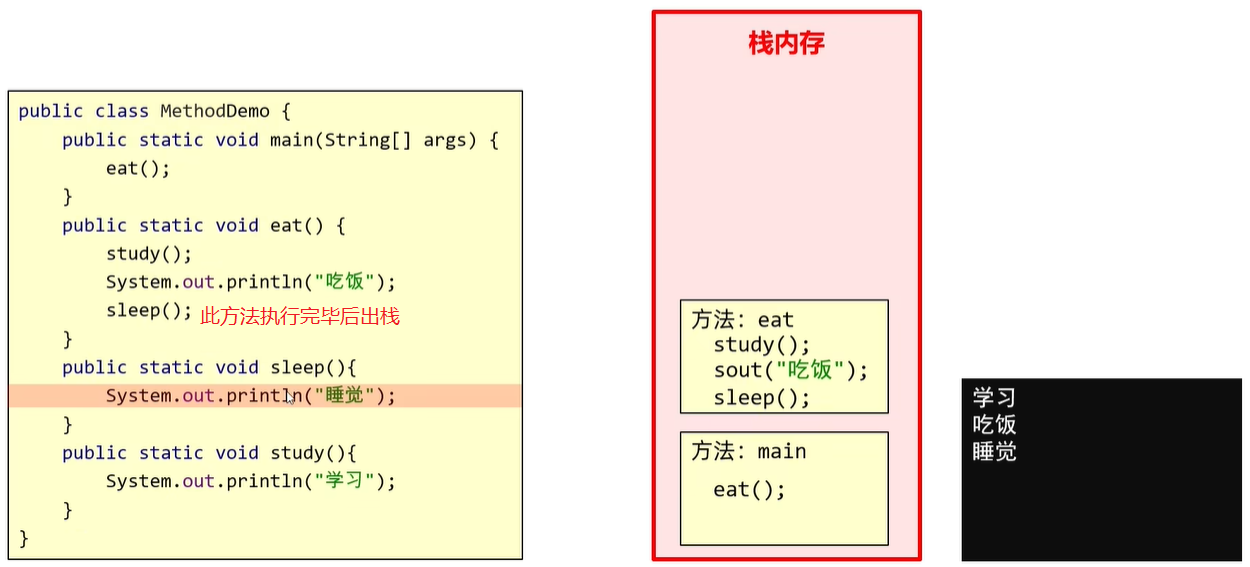 public class MethodDemo {
public static void main(String[] args) {
eat();
}
public static void eat() {
study();
System.out.println("吃饭");
sleep(); 此方法执行完毕后出栈
}
public static void sleep(){
System.out.println("睡觉");
}
public static void study(){
System.out.println("学习");
}
}
栈内存
方法：eat
study();
sout("吃饭");
sleep();
方法：main
eat();
学习
吃饭
睡觉